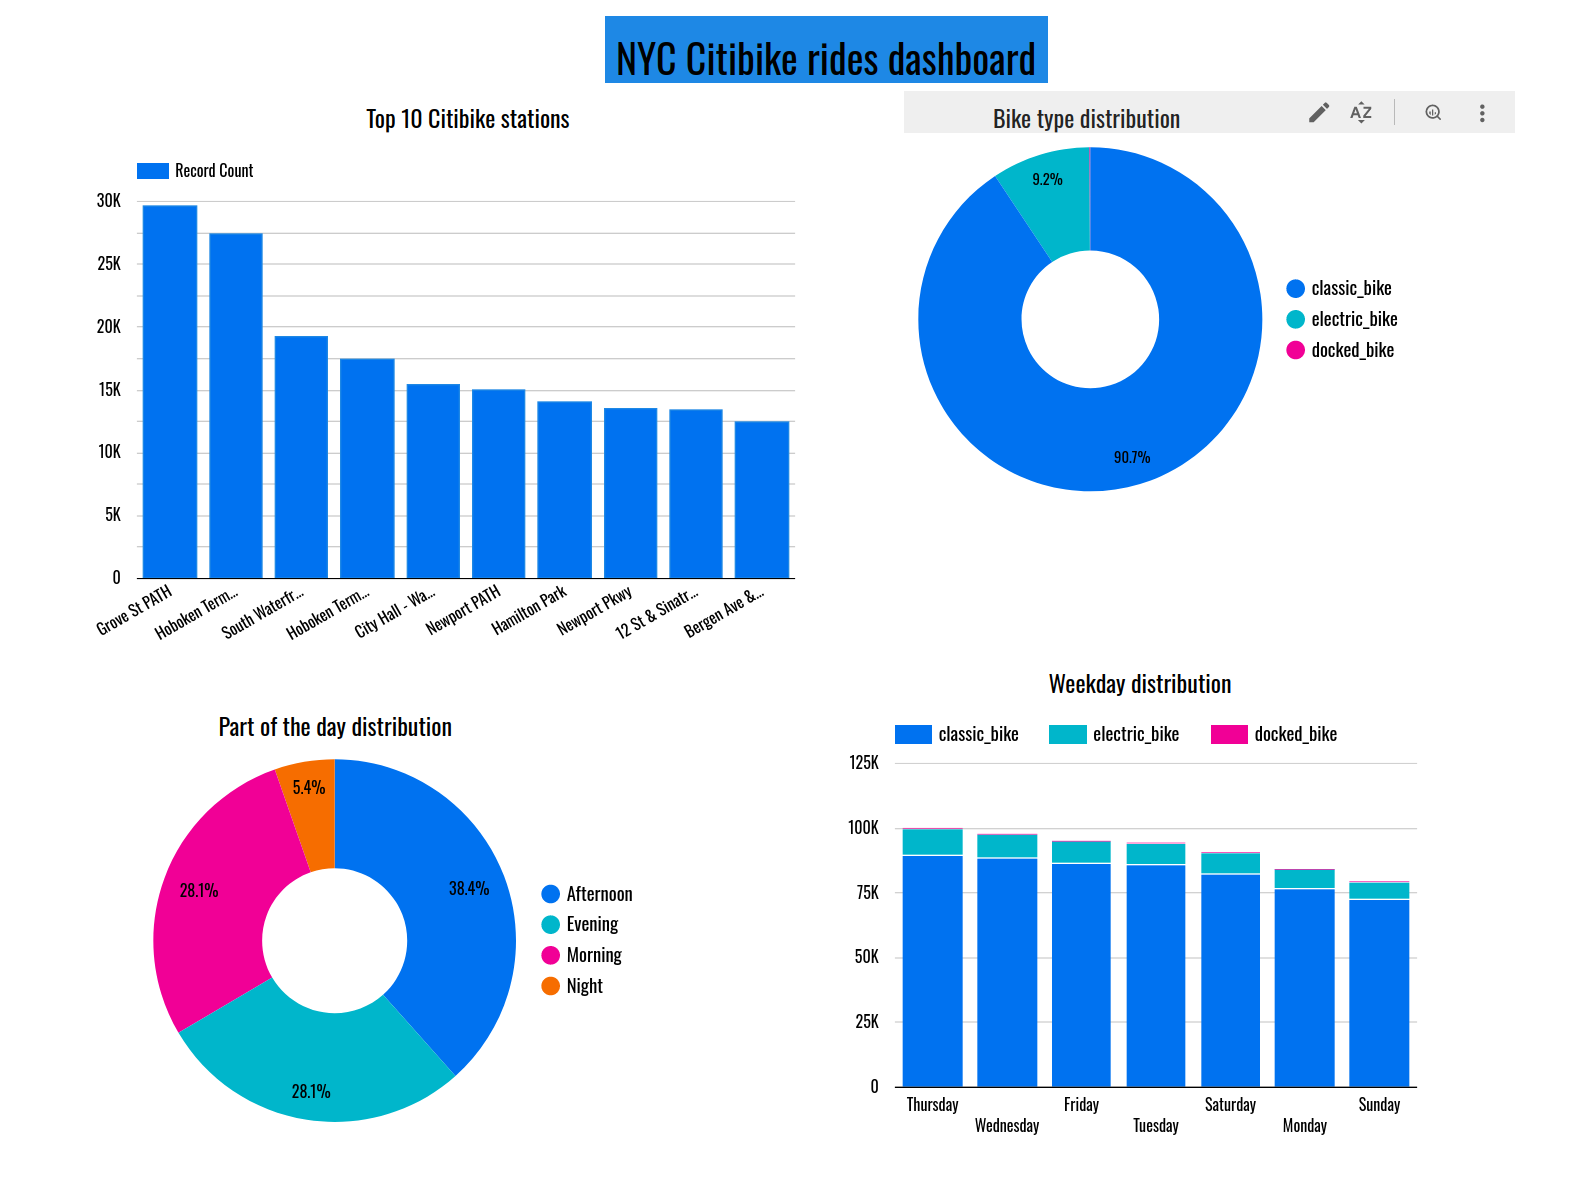 NYC Citibike rides dashboard
Top 10 Citibike stations
Record Count
30K
25K
20K
15K
10K
5K
0
Grove St PATH
Hoboken Term...
South Waterfr...
Hoboken Term...
City Hall - Wa...
Newport PATH
Hamilton Park
Newport Pkwy
12 St & Sinatr...
Bergen Ave &...
Bike type distribution
AZ
9.2%
90.7%
classic_bike
electric_bike
docked_bike
Part of the day distribution
5.4%
28.1%
38.4%
28.1%
Afternoon
Evening
Morning
Night
Weekday distribution
classic_bike electric_bike docked_bike
125K
100K
75K
50K
25K
0
Thursday Friday Saturday Sunday
Wednesday Tuesday Monday